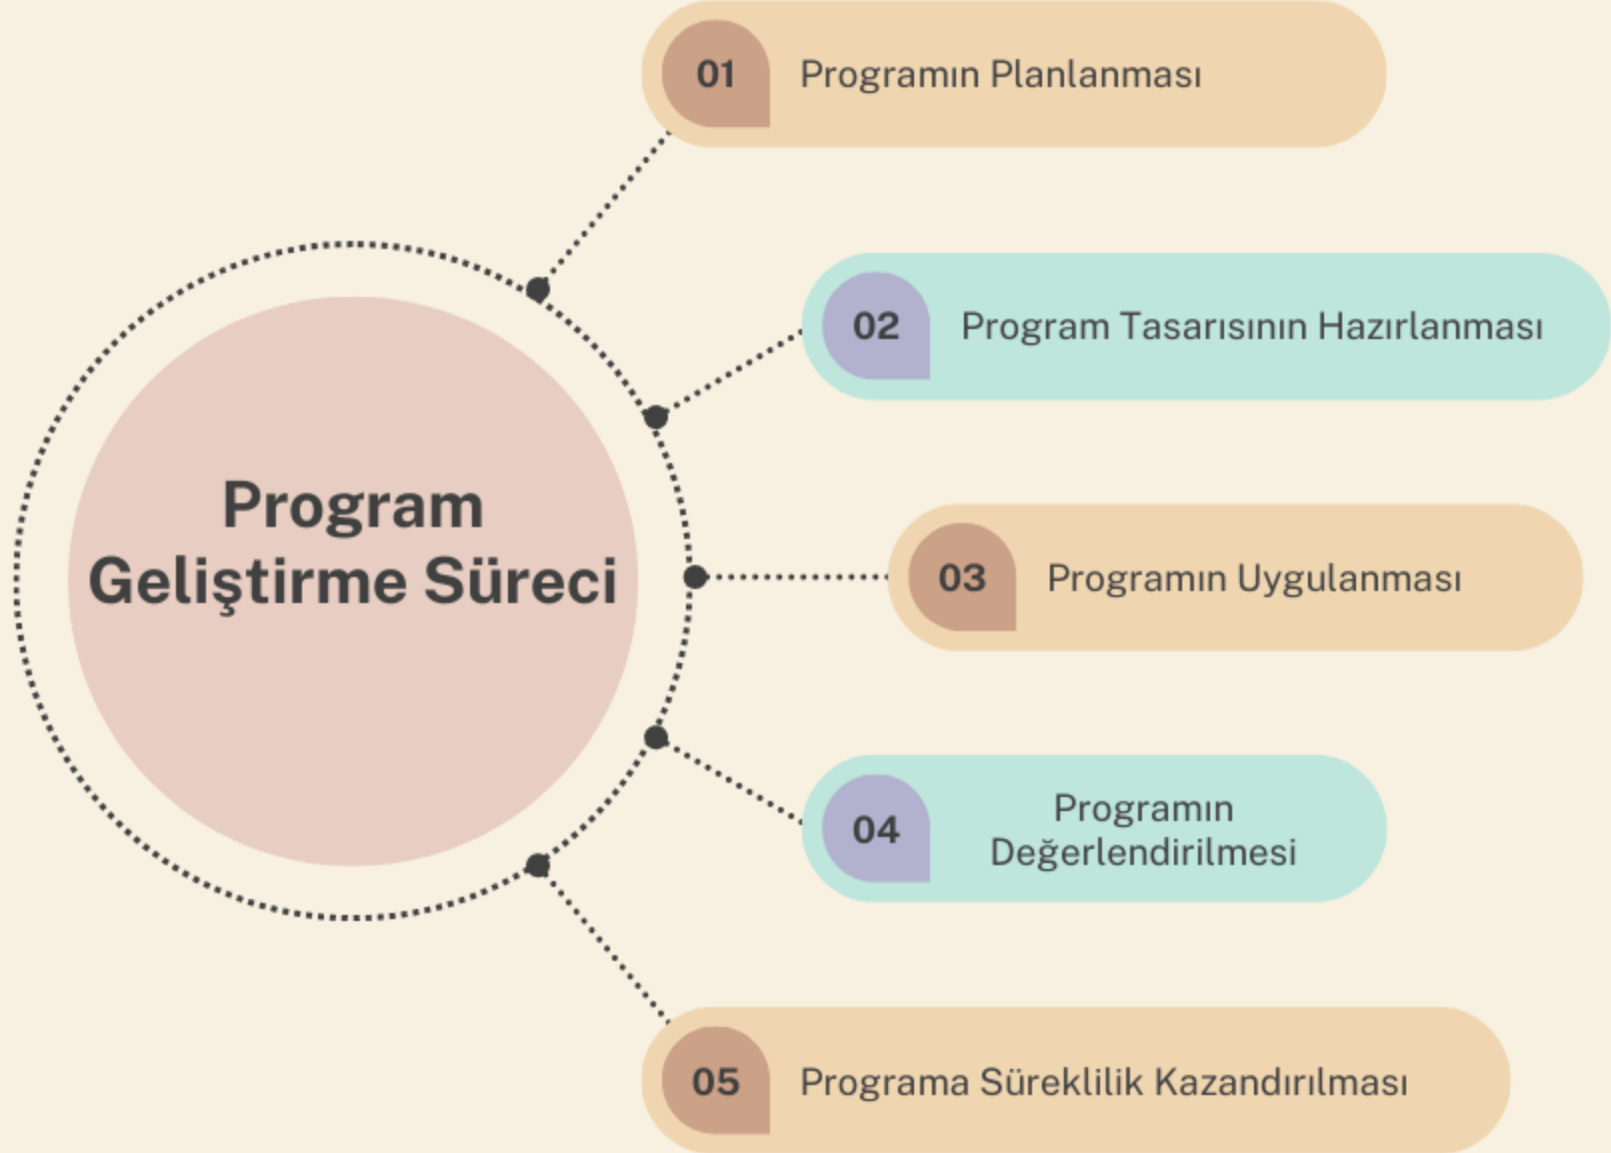 Program
Geliştirme Süreci
01 Programın Planlanması
02 Program Tasarısının Hazırlanması
03 Programın Uygulanması
04 Programın
Değerlendirilmesi
05 Programa Süreklilik Kazandırılması